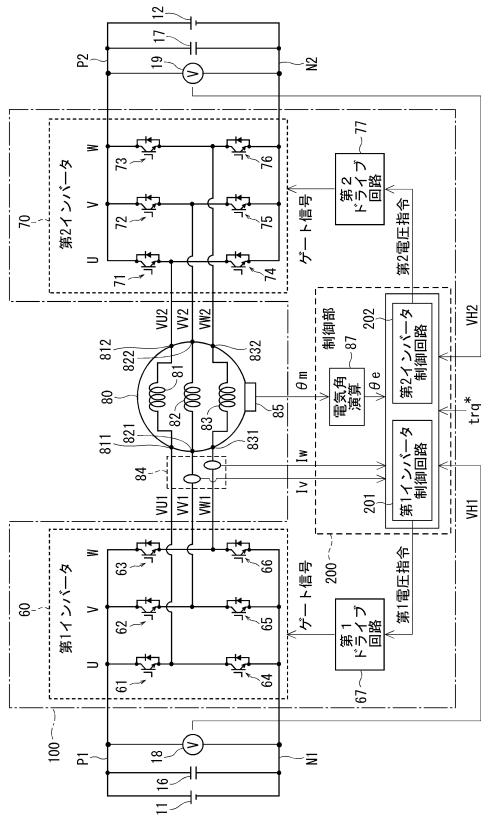 100
60
第1インバータ
U
V
W
61
62
63
64
65
66
P1
N1
11
16
18
V
VU1
VV1
VW1
84
811
821
831
80
81
82
83
85
812
822
832
VU2
VV2
VW2
70
第2インバータ
U
V
W
71
72
73
74
75
76
P2
N2
12
17
19
V
ゲート信号
第1
ドライブ
回路
67
第1電圧指令
VH1
Iv
Iw
θm
制御部
87
電気角
演算
θe
200
201
第1インバータ
制御回路
202
第2インバータ
制御回路
trq*
ゲート信号
第2
ドライブ
回路
77
第2電圧指令
VH2